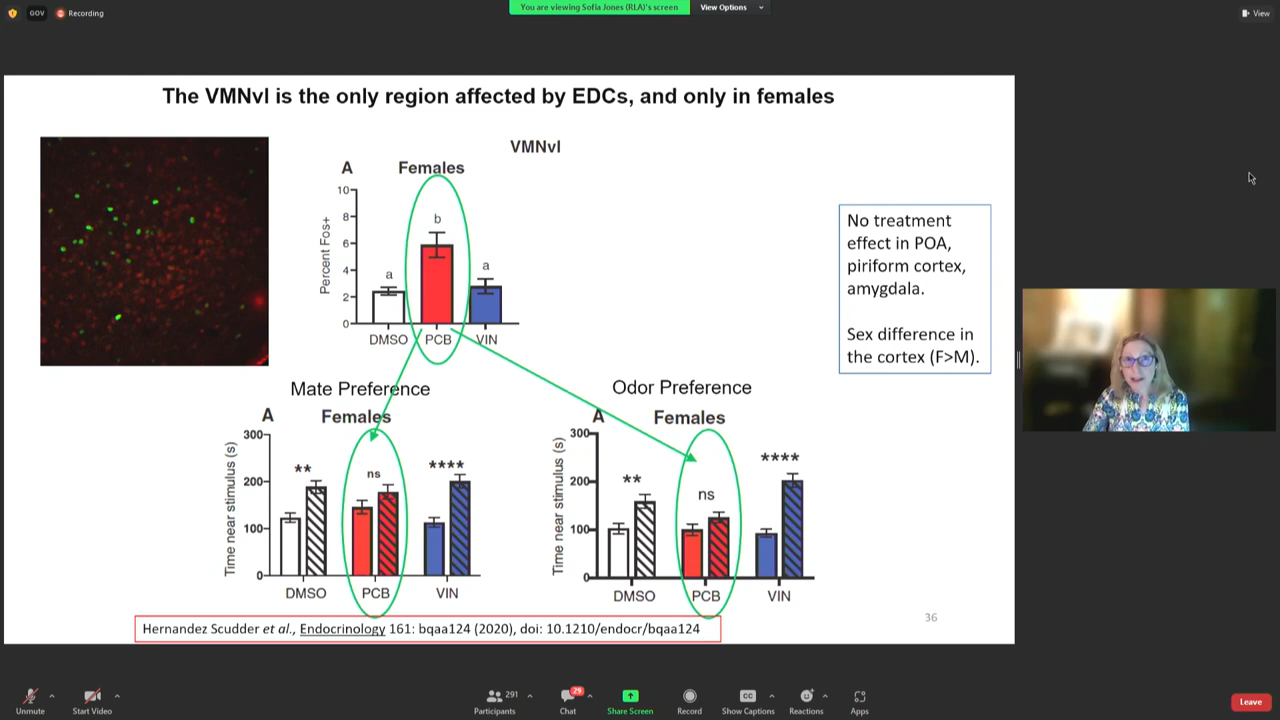 GOV
Recording
You are viewing Sofia Jones (RLA)'s screen
View Options
View
The VMNvl is the only region affected by EDCs, and only in females
VMNvl
A Females
10
8
6
4
2
0
Percent Fos+
a
b
a
DMSO PCB VIN
No treatment
effect in POA,
piriform cortex,
amygdala.
Sex difference in
the cortex (F>M).
Mate Preference
A Females
300
200
100
0
Time near stimulus (s)
**
ns
****
DMSO PCB VIN
Odor Preference
A Females
300
200
100
0
Time near stimulus (s)
**
ns
****
DMSO PCB VIN
Hernandez Scudder et al., Endocrinology 161: bqaa124 (2020), doi: 10.1210/endocr/bqaa124
36
Unmute
Start Video
291
Participants
29
Chat
Share Screen
Record
CC
Show Captions
Reactions
Apps
Leave